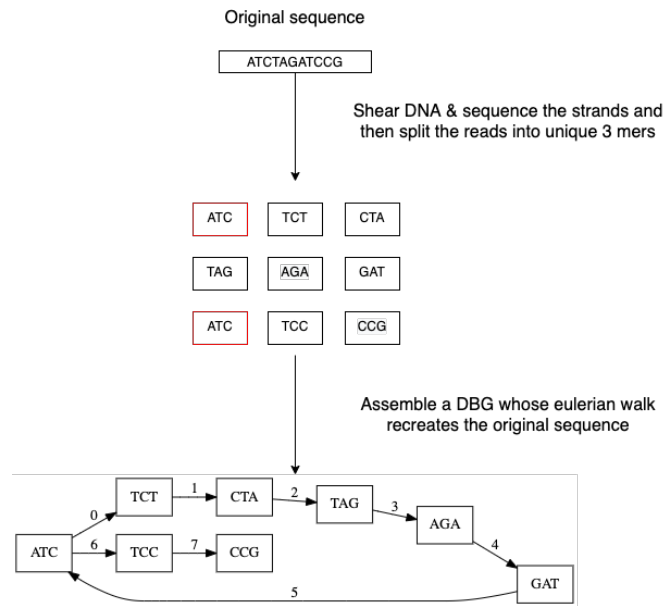 Original sequence
ATCTAGATCCG
Shear DNA & sequence the strands and
then split the reads into unique 3 mers
ATC TCT CTA
TAG AGA GAT
ATC TCC CCG
Assemble a DBG whose eulerian walk
recreates the original sequence
TCT 1 CTA 2 TAG 3 AGA 4
0
ATC 6 TCC 7 CCG
5 GAT